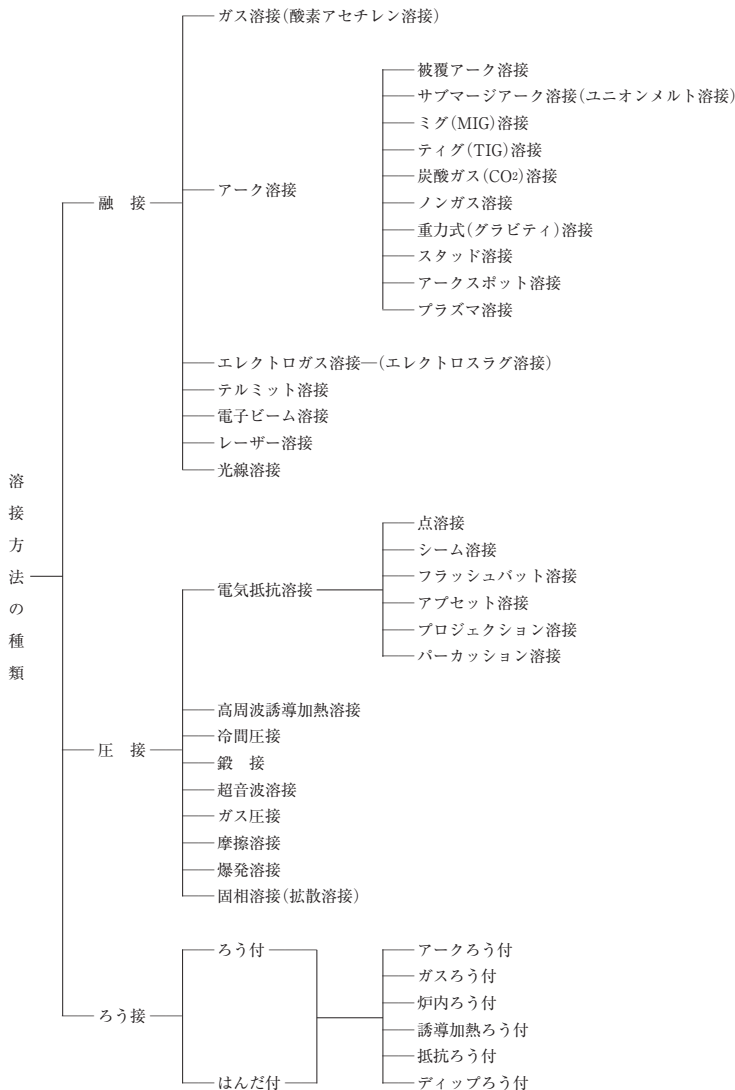 溶接方法の種類
融　接
ガス溶接(酸素アセチレン溶接)
アーク溶接
被覆アーク溶接
サブマージアーク溶接(ユニオンメルト溶接)
ミグ(MIG)溶接
ティグ(TIG)溶接
炭酸ガス(CO2)溶接
ノンガス溶接
重力式(グラビティ)溶接
スタッド溶接
アークスポット溶接
プラズマ溶接
エレクトロガス溶接―(エレクトロスラグ溶接)
テルミット溶接
電子ビーム溶接
レーザー溶接
光線溶接
圧　接
電気抵抗溶接
点溶接
シーム溶接
フラッシュバット溶接
アプセット溶接
プロジェクション溶接
パーカッション溶接
高周波誘導加熱溶接
冷間圧接
鍛　接
超音波溶接
ガス圧接
摩擦溶接
爆発溶接
固相溶接(拡散溶接)
ろう接
ろう付
はんだ付
アークろう付
ガスろう付
炉内ろう付
誘導加熱ろう付
抵抗ろう付
ディップろう付